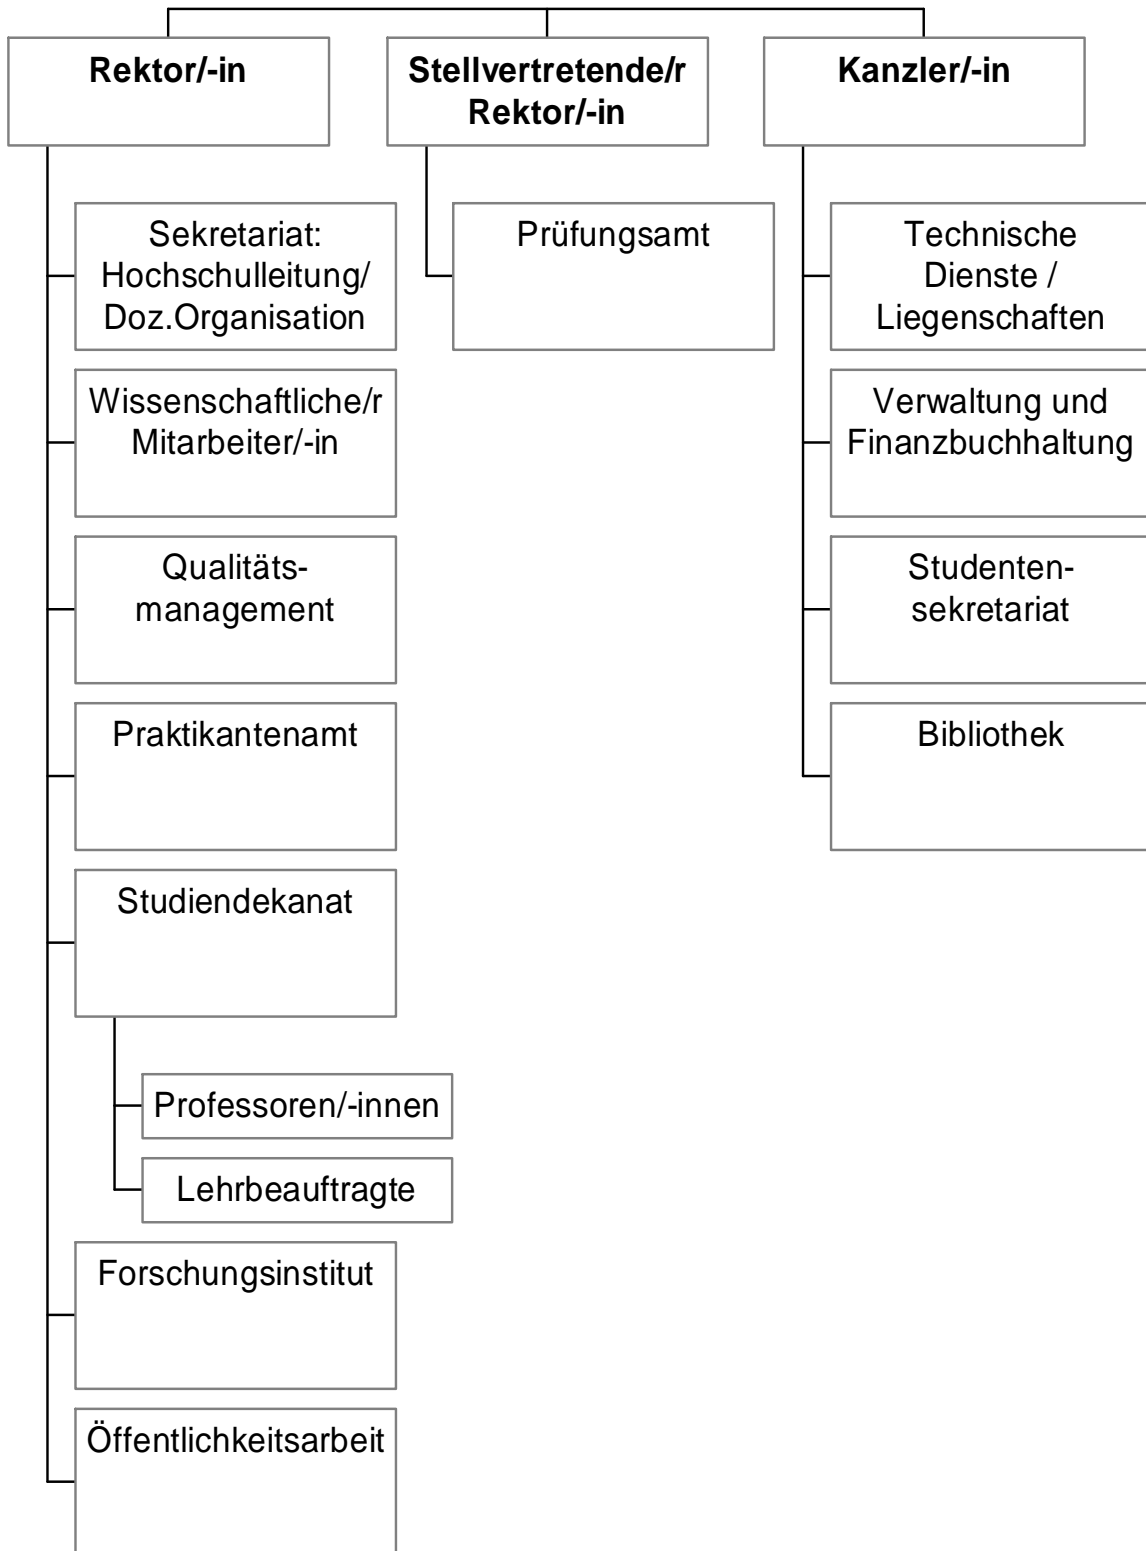 Rektor/-in
Stellvertretende/r
Rektor/-in
Kanzler/-in
Sekretariat:
Hochschulleitung/
Doz.Organisation
Wissenschaftliche/r
Mitarbeiter/-in
Qualitäts-
management
Praktikantenamt
Studiendekanat
Professoren/-innen
Lehrbeauftragte
Forschungsinstitut
Öffentlichkeitsarbeit
Prüfungsamt
Technische
Dienste /
Liegenschaften
Verwaltung und
Finanzbuchhaltung
Studenten-
sekretariat
Bibliothek